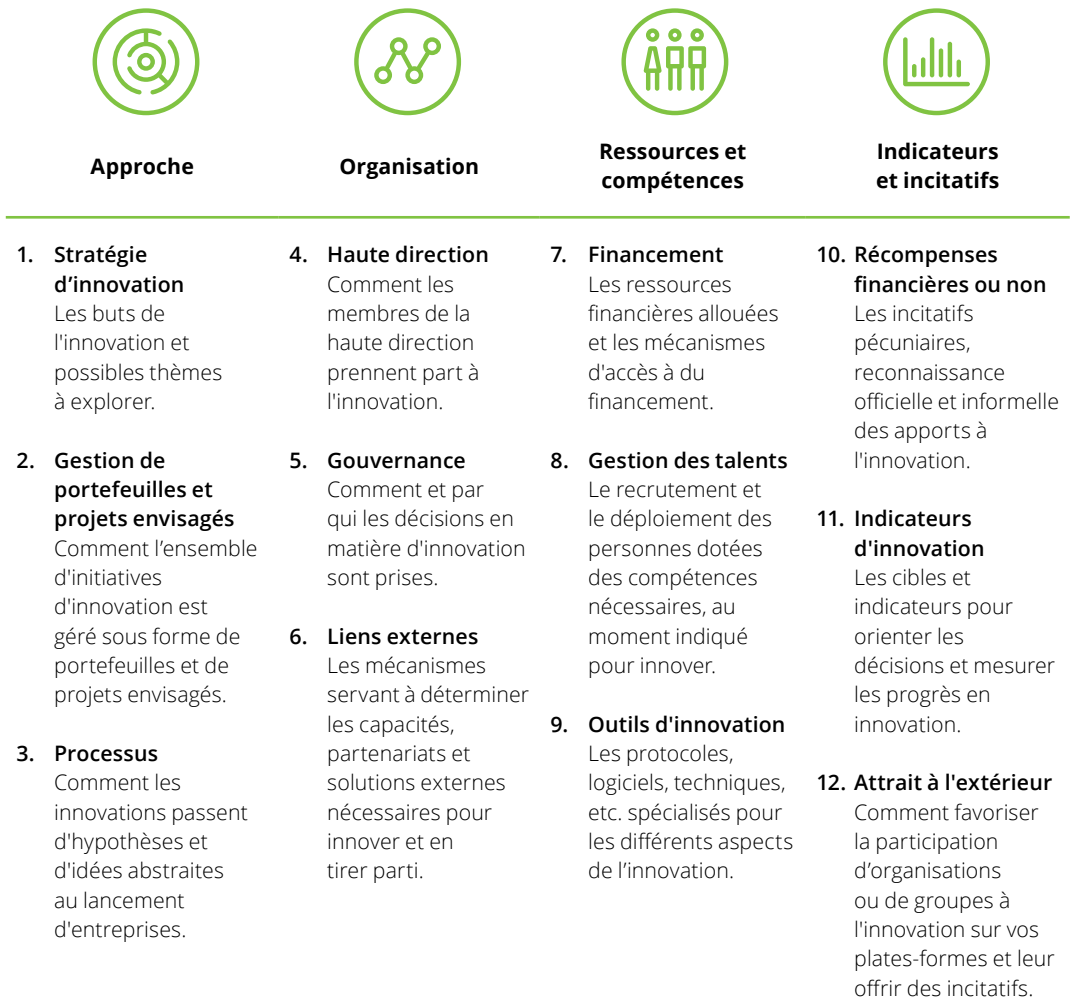 Approche
Organisation
Ressources et
compétences
Indicateurs
et incitatifs
1. Stratégie
d’innovation
Les buts de
l'innovation et
possibles thèmes
à explorer.
2. Gestion de
portefeuilles et
projets envisagés
Comment l’ensemble
d'initiatives
d'innovation est
géré sous forme de
portefeuilles et de
projets envisagés.
3. Processus
Comment les
innovations passent
d'hypothèses et
d'idées abstraites
au lancement
d'entreprises.
4. Haute direction
Comment les
membres de la
haute direction
prennent part à
l'innovation.
5. Gouvernance
Comment et par
qui les décisions en
matière d'innovation
sont prises.
6. Liens externes
Les mécanismes
servant à déterminer
les capacités,
partenariats et
solutions externes
nécessaires pour
innover et en
tirer parti.
7. Financement
Les ressources
financières allouées
et les mécanismes
d'accès à du
financement.
8. Gestion des talents
Le recrutement et
le déploiement des
personnes dotées
des compétences
nécessaires, au
moment indiqué
pour innover.
9. Outils d'innovation
Les protocoles,
logiciels, techniques,
etc. spécialisés pour
les différents aspects
de l’innovation.
10. Récompenses
financières ou non
Les incitatifs
pécuniaires,
reconnaissance
officielle et informelle
des apports à
l'innovation.
11. Indicateurs
d'innovation
Les cibles et
indicateurs pour
orienter les
décisions et mesurer
les progrès en
innovation.
12. Attrait à l'extérieur
Comment favoriser
la participation
d’organisations
ou de groupes à
l'innovation sur vos
plates-formes et leur
offrir des incitatifs.